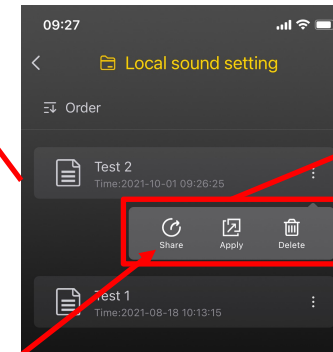 09:27
Local sound setting
Order
Test 2
Time:2021-10-01 09:26:25
Share Apply Delete
Test 1
Time:2021-08-18 10:13:15